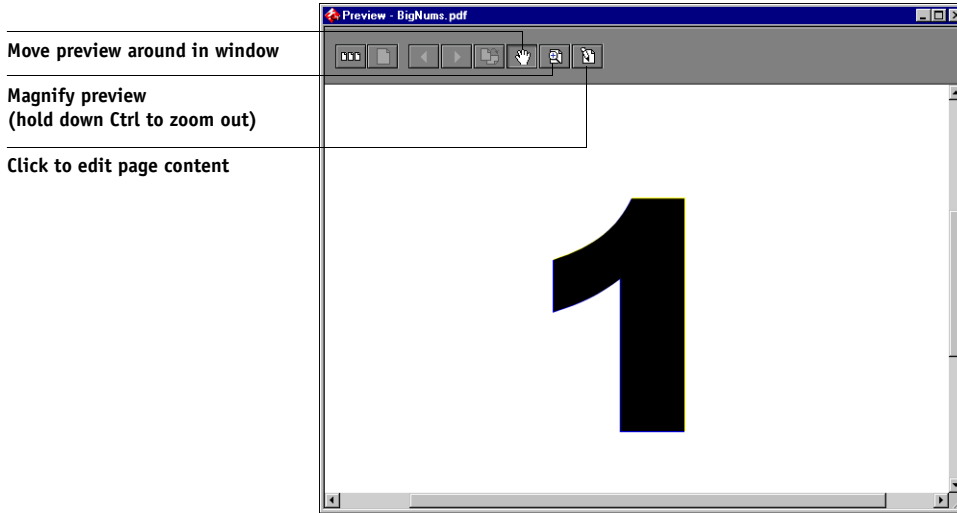 Preview - BigNums.pdf
Move preview around in window
Magnify preview
(hold down Ctrl to zoom out)
Click to edit page content
1